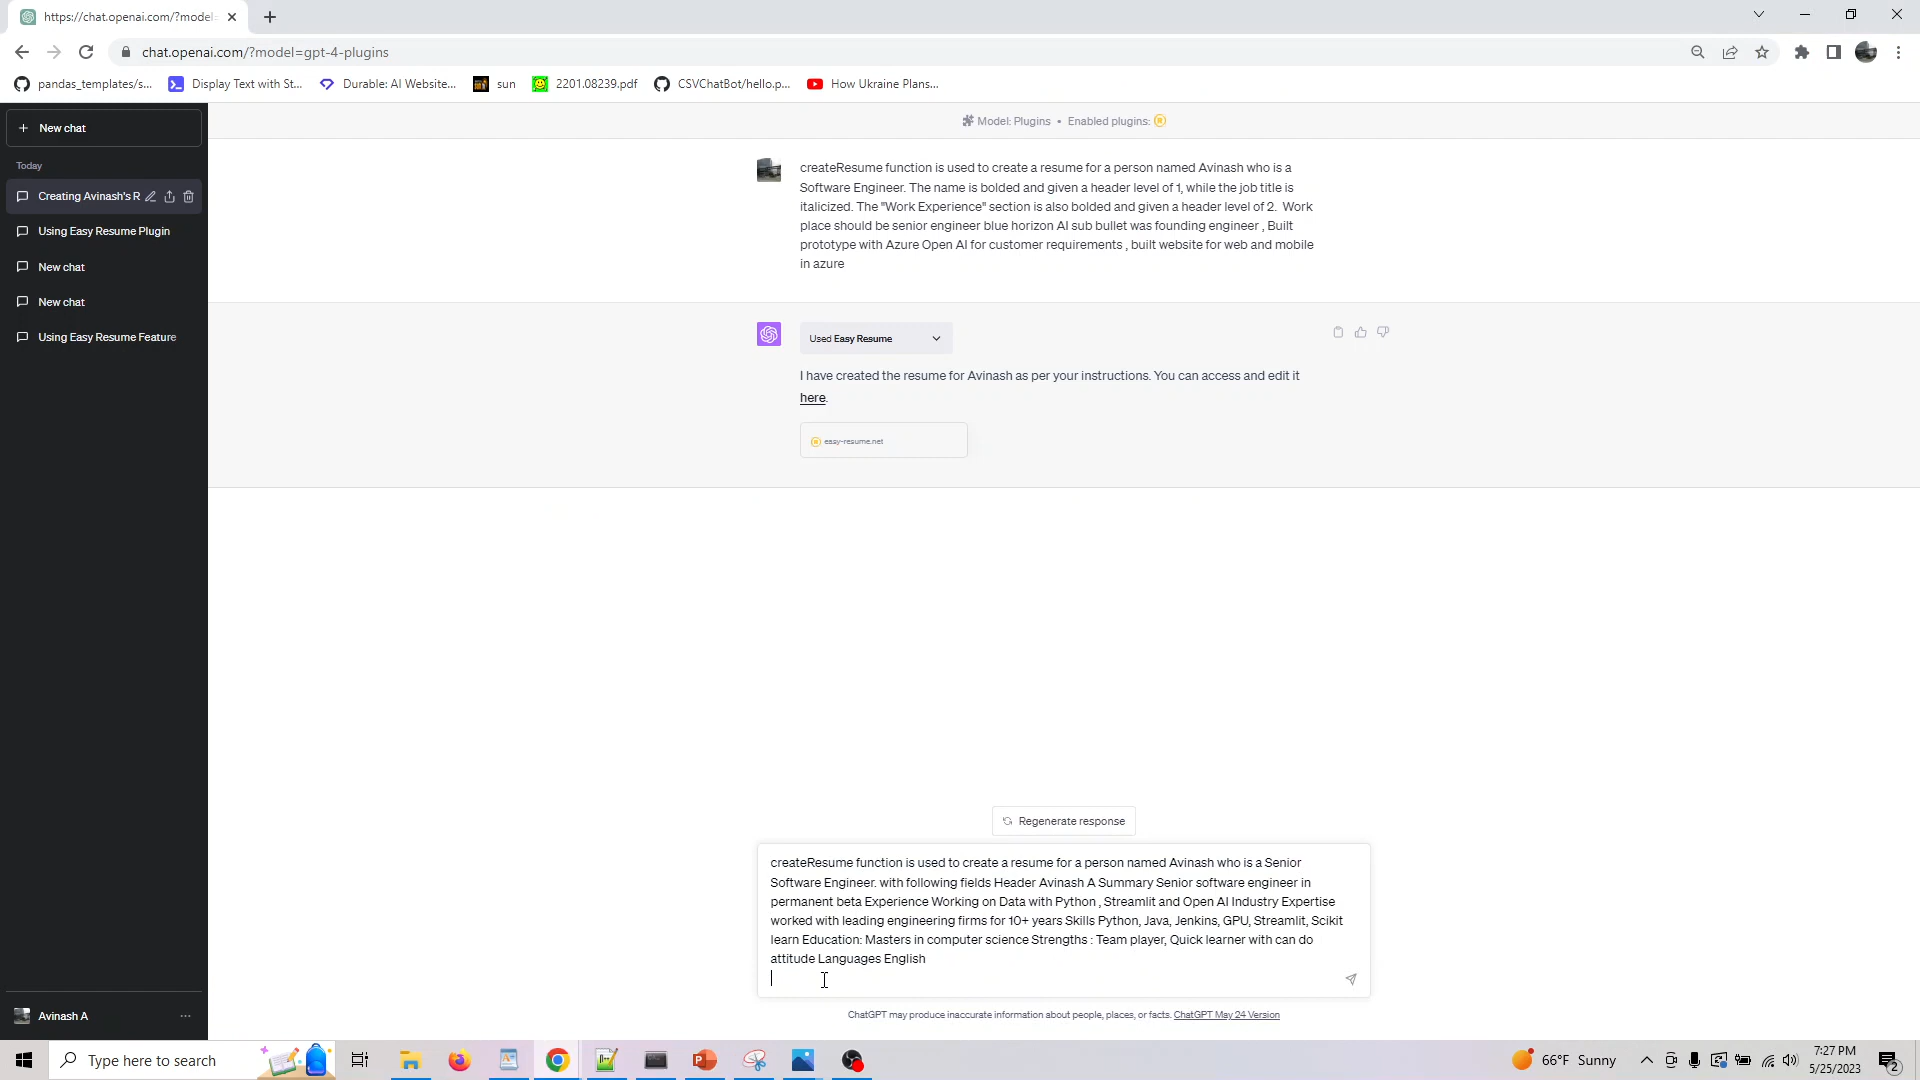 https://chat.openai.com/?model=
chat.openai.com/?model=gpt-4-plugins
pandas_templates/s...
Display Text with St...
Durable: AI Website...
sun
2201.08239.pdf
CSVChatBot/hello.p...
How Ukraine Plans...
New chat
Today
Creating Avinash's R
Using Easy Resume Plugin
New chat
New chat
Using Easy Resume Feature
Avinash A
Model: Plugins • Enabled plugins:
createResume function is used to create a resume for a person named Avinash who is a
Software Engineer. The name is bolded and given a header level of 1, while the job title is
italicized. The "Work Experience" section is also bolded and given a header level of 2. Work
place should be senior engineer blue horizon AI sub bullet was founding engineer , Built
prototype with Azure Open AI for customer requirements , built website for web and mobile
in azure
Used Easy Resume
I have created the resume for Avinash as per your instructions. You can access and edit it
here.
easy-resume.net
Regenerate response
createResume function is used to create a resume for a person named Avinash who is a Senior
Software Engineer. with following fields Header Avinash A Summary Senior software engineer in
permanent beta Experience Working on Data with Python , Streamlit and Open AI Industry Expertise
worked with leading engineering firms for 10+ years Skills Python, Java, Jenkins, GPU, Streamlit, Scikit
learn Education: Masters in computer science Strengths : Team player, Quick learner with can do
attitude Languages English
ChatGPT may produce inaccurate information about people, places, or facts. ChatGPT May 24 Version
Type here to search
66°F Sunny
7:27 PM
5/25/2023
2